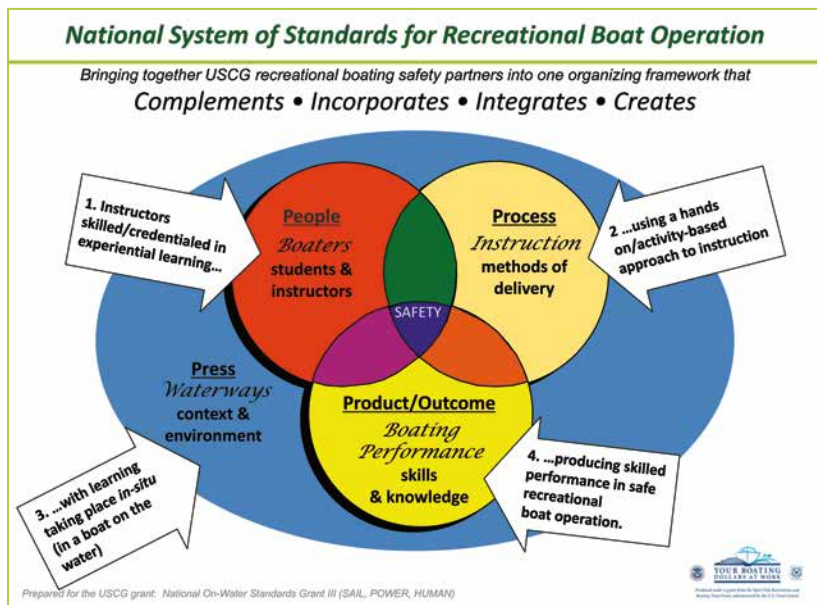 National System of Standards for Recreational Boat Operation
Bringing together USCG recreational boating safety partners into one organizing framework that
Complements • Incorporates • Integrates • Creates
1. Instructors
skilled/credentialed in
experiential learning...
People
Boaters
students &
instructors
Process
Instruction
methods of
delivery
2 ...using a hands
on/activity-based
approach to instruction
SAFETY
Press
Waterways
context &
environment
Product/Outcome
Boating
Performance
skills
& knowledge
3. ...with learning
taking place in-situ
(in a boat on the
water)
4. ...producing skilled
performance in safe
recreational
boat operation.
YOUR BOATING
DOLLARS AT WORK
Prepared for the USCG grant: National On-Water Standards Grant III (SAIL, POWER, HUMAN)